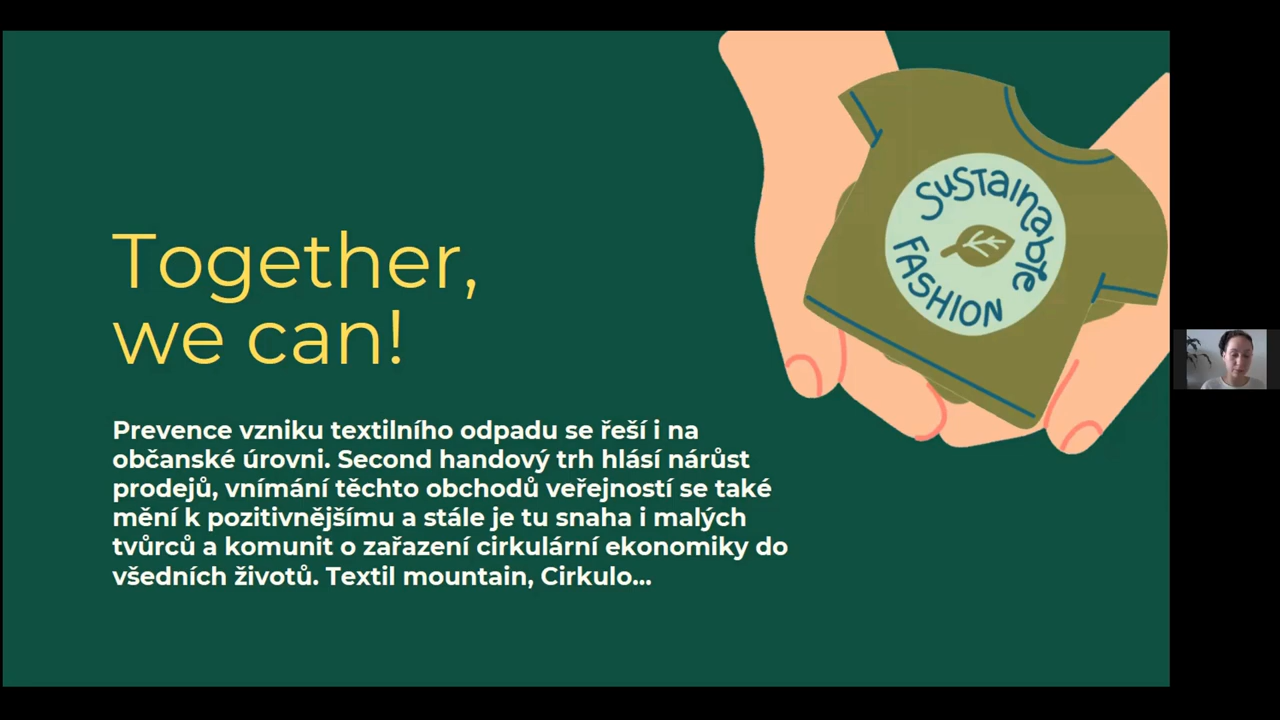 Together,
we can!
Prevence vzniku textilního odpadu se řeší i na
občanské úrovni. Second handový trh hlásí nárůst
prodejů, vnímání těchto obchodů veřejností se také
mění k pozitivnějšímu a stále je tu snaha i malých
tvůrců a komunit o zařazení cirkulární ekonomiky do
všedních životů. Textil mountain, Cirkulo...
SUSTAINABLE
FASHION